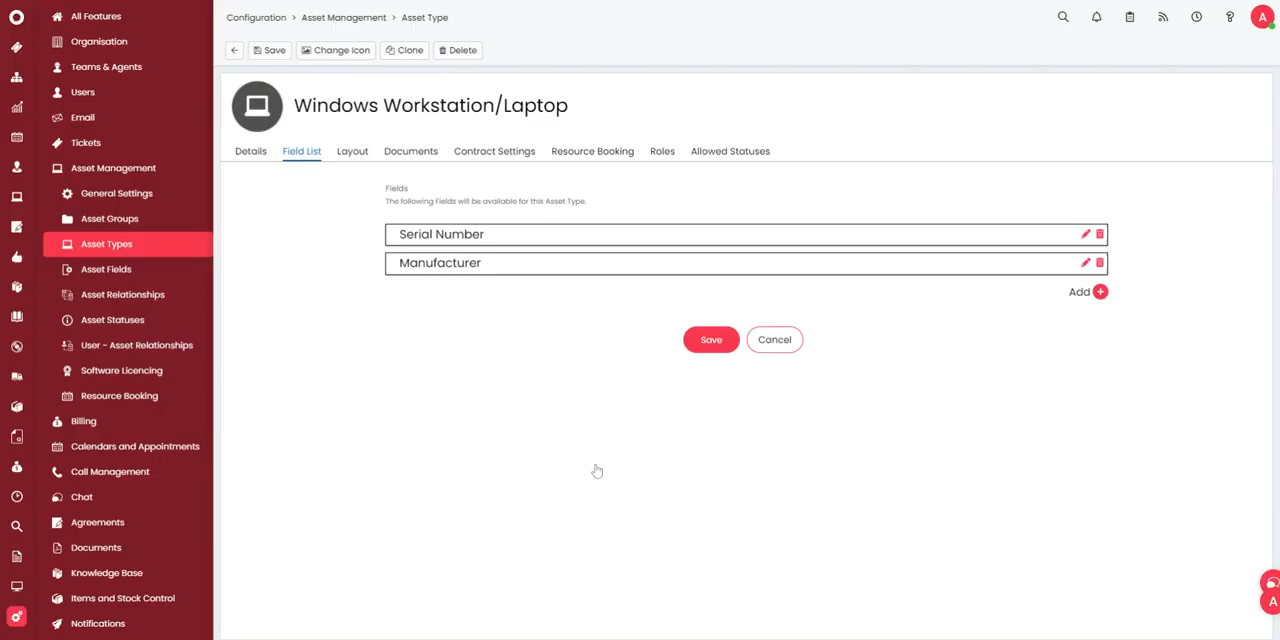 Configuration > Asset Management > Asset Type
A
Save
Change Icon
Clone
Delete
All Features
Organisation
Teams & Agents
Users
Email
Tickets
Asset Management
General Settings
Asset Groups
Asset Types
Asset Fields
Asset Relationships
Asset Statuses
User - Asset Relationships
Software Licencing
Resource Booking
Billing
Calendars and Appointments
Call Management
Chat
Agreements
Documents
Knowledge Base
Items and Stock Control
Notifications
Windows Workstation/Laptop
Details Field List Layout Documents Contract Settings Resource Booking Roles Allowed Statuses
Fields
The following Fields will be available for this Asset Type.
Serial Number
Manufacturer
Add
Save Cancel
A